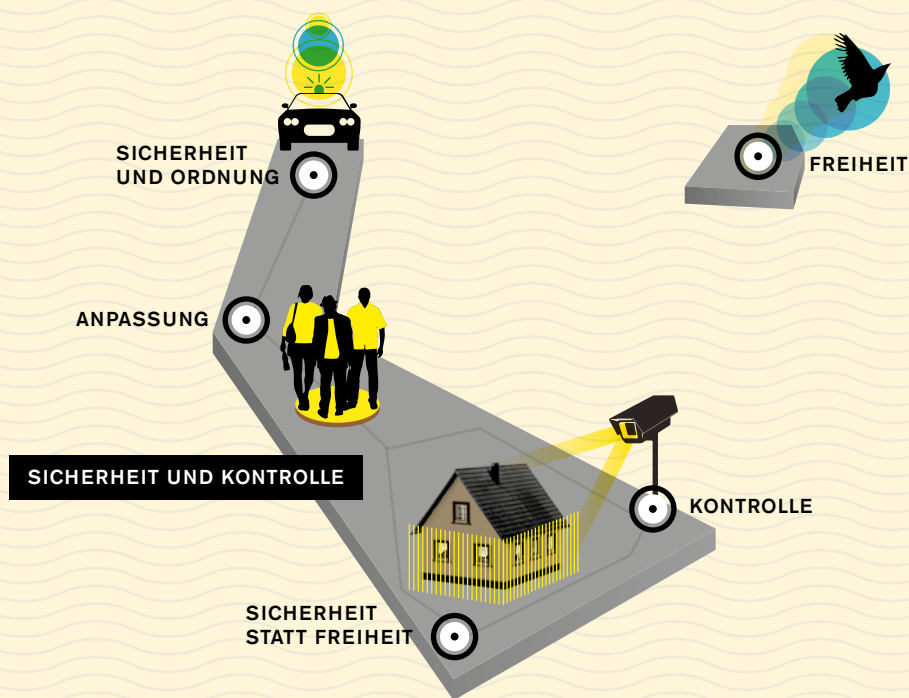 SICHERHEIT
UND ORDNUNG
FREIHEIT
ANPASSUNG
SICHERHEIT UND KONTROLLE
KONTROLLE
SICHERHEIT
STATT FREIHEIT